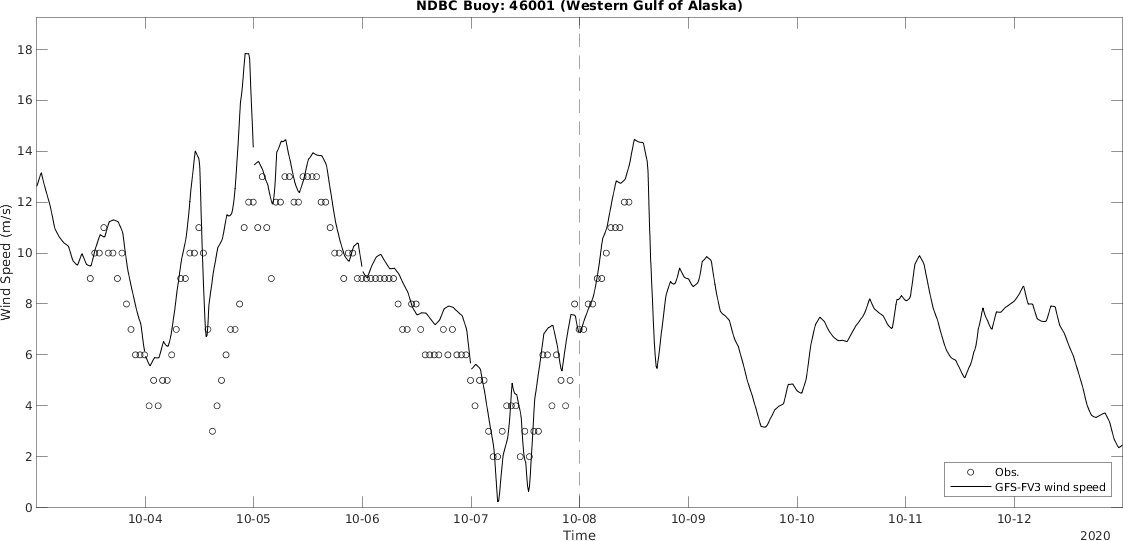 NDBC Buoy: 46001 (Western Gulf of Alaska)
Wind Speed (m/s)
18
16
14
12
10
8
6
4
2
0
Obs.
GFS-FV3 wind speed
10-04 10-05 10-06 10-07 10-08 10-09 10-10 10-11 10-12
Time
2020